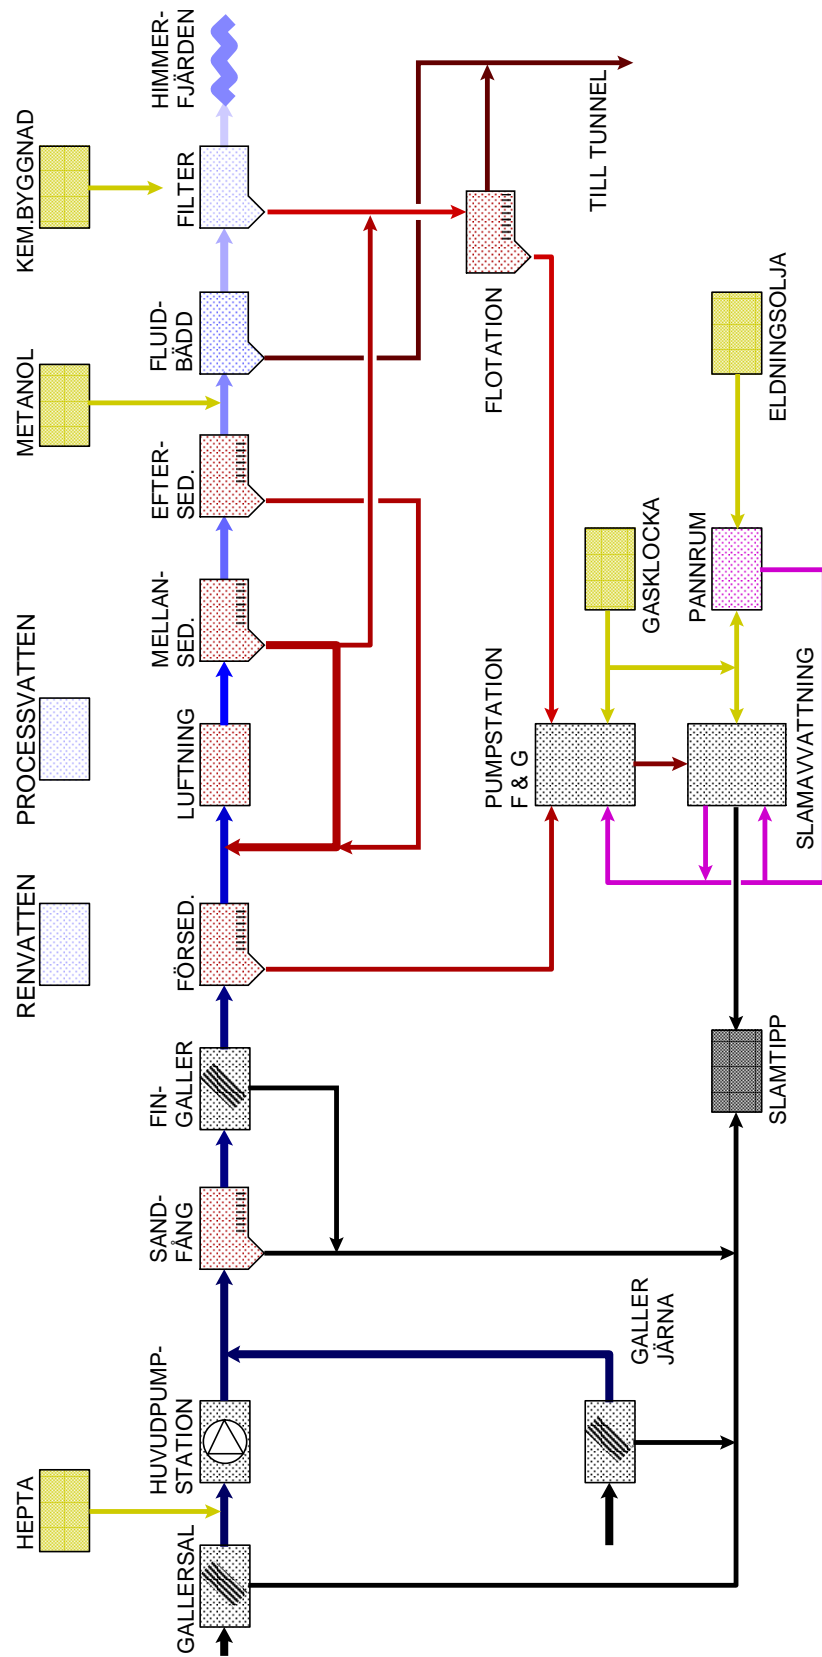 HEPTA
RENVATTEN
PROCESSVATTEN
METANOL
KEM.BYGGNAD
GALLERSAL
HUVUDPUMP-
STATION
SAND-
FÅNG
FIN-
GALLER
FÖRSED.
LUFTNING
MELLAN-
SED.
EFTER-
SED.
FLUID-
BÄDD
FILTER
HIMMER-
FJÄRDEN
PUMPSTATION
F & G
FLOTATION
TILL TUNNEL
GALLER
JÄRNA
GASKLOCKA
PANNRUM
SLAMTIPP
SLAMAVVATTNING
ELDNINGSOLJA